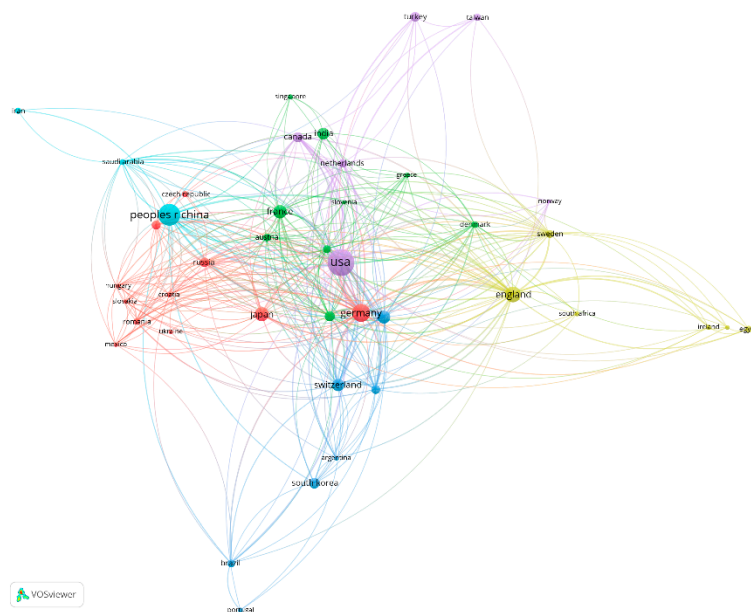 turkey
taiwan
singapore
iran
canada
india
saudi arabia
netherlands
greece
czech republic
slovenia
norway
peoples r china
france
denmark
sweden
austria
usa
russia
hungary
croatia
england
slovakia
japan
germany
south africa
romania
ukraine
ireland
mexico
switzerland
argentina
south korea
brazil
portugal
VOSviewer